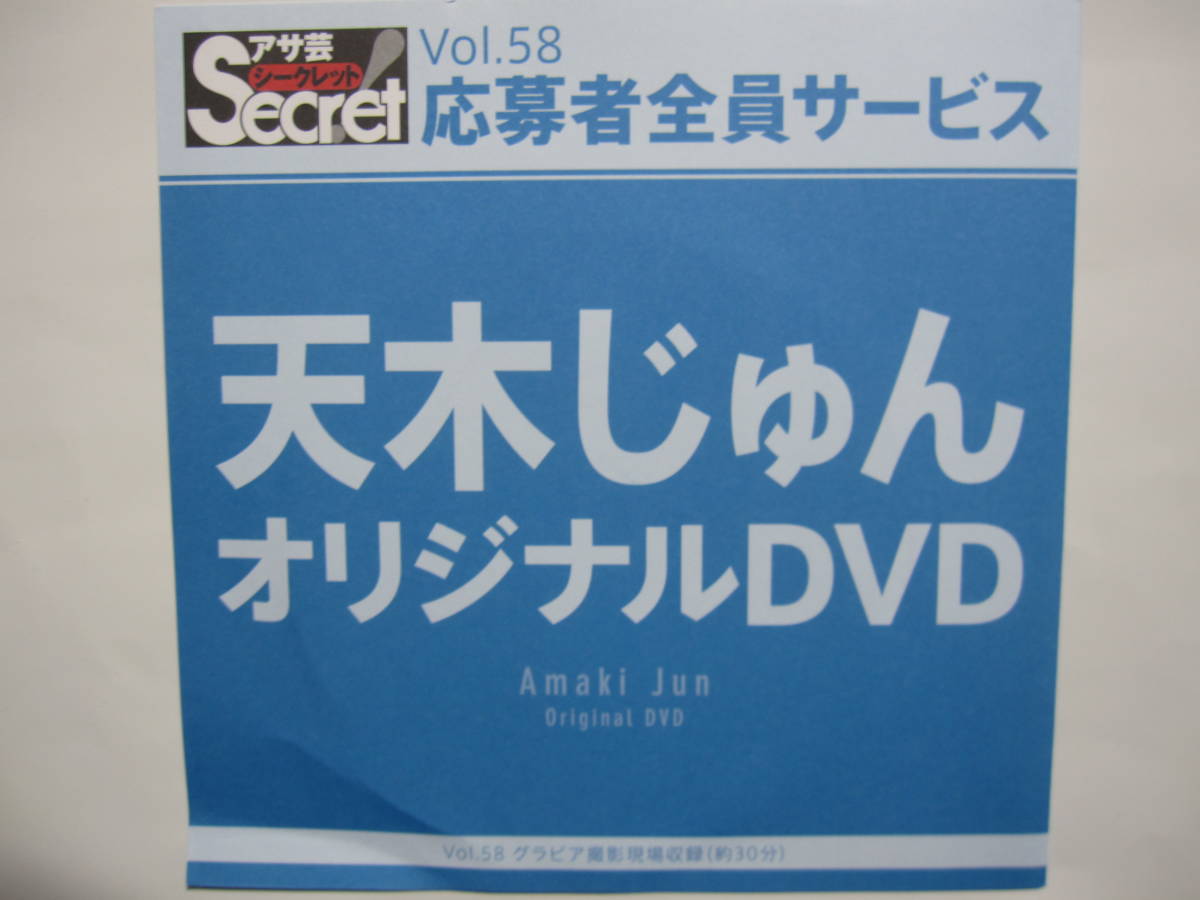 アサ芸
シークレット
Secret!
Vol.58
応募者全員サービス
天木じゅん
オリジナルDVD
Amaki Jun
Original DVD
Vol.58 グラビア撮影現場収録(約30分)